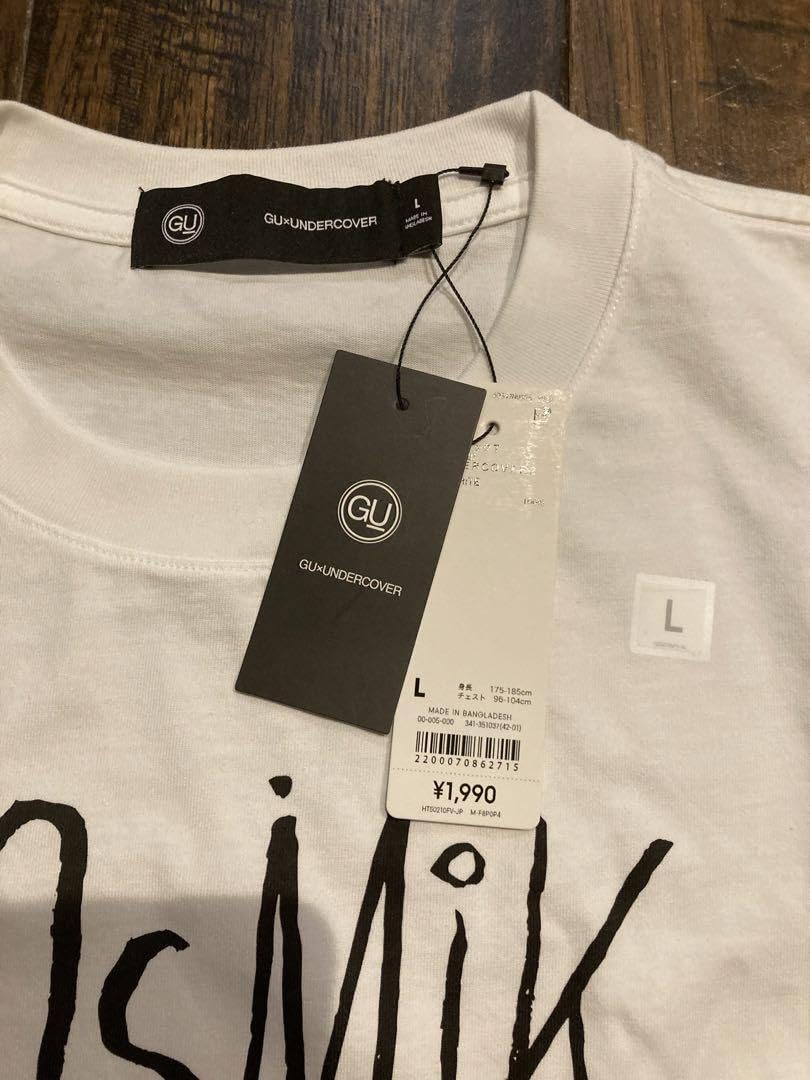 GU
GU×UNDERCOVER
L
MADE IN
BANGLADESH
GU
GU×UNDERCOVER
L
L
身長 175-185cm
チェスト 96-104cm
MADE IN BANGLADESH
00-005-000 341-351037(42-01)
2200070862715
¥1,990
HTS0210FV-JP M-F8P0P4